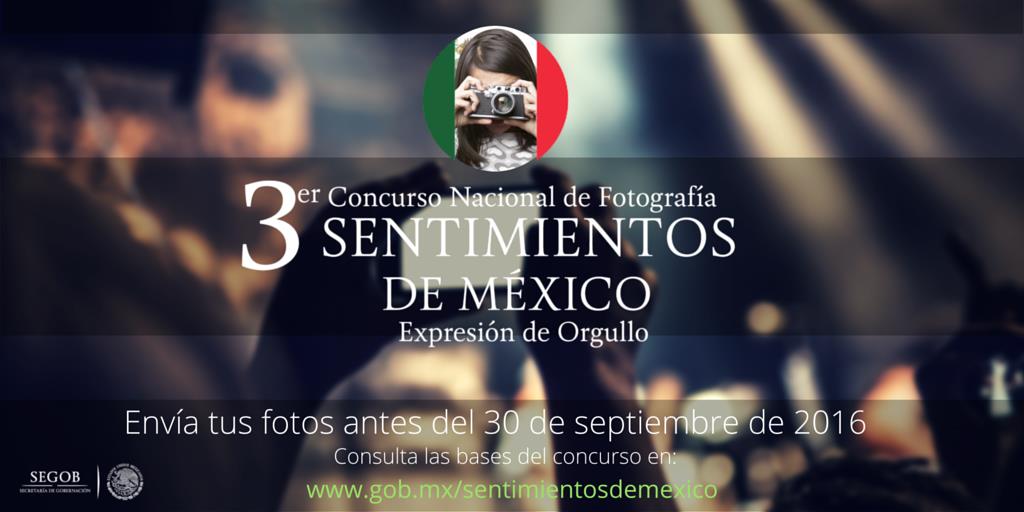 3er Concurso Nacional de Fotografía
SENTIMIENTOS
DE MÉXICO
Expresión de Orgullo
Envía tus fotos antes del 30 de septiembre de 2016
Consulta las bases del concurso en:
www.gob.mx/sentimientosdemexico
SEGOB
SECRETARÍA DE GOBERNACIÓN